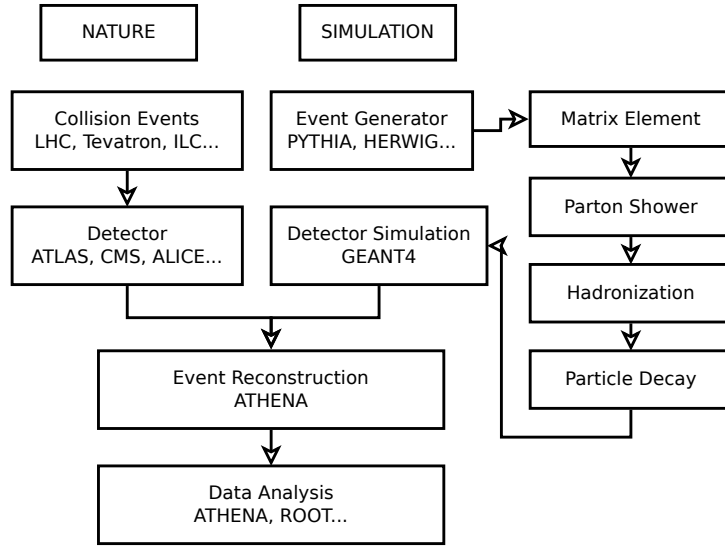 NATURE
SIMULATION
Collision Events
LHC, Tevatron, ILC...
Event Generator
PYTHIA, HERWIG...
Matrix Element
Parton Shower
Detector
ATLAS, CMS, ALICE...
Detector Simulation
GEANT4
Hadronization
Event Reconstruction
ATHENA
Particle Decay
Data Analysis
ATHENA, ROOT...